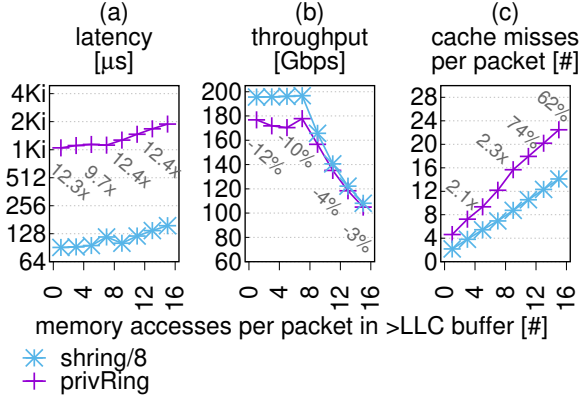 (a)
latency
[µs]
4Ki
2Ki
1Ki
512
256
128
64
12.3x
9.7x
12.4x
12.4x
0
4
8
12
16
(b)
throughput
[Gbps]
200
180
160
140
120
100
80
60
-12%
-10%
-4%
-3%
0
4
8
12
16
(c)
cache misses
per packet [#]
28
24
20
16
12
8
4
0
2.1x
2.3x
74%
62%
0
4
8
12
16
memory accesses per packet in >LLC buffer [#]
shring/8
privRing